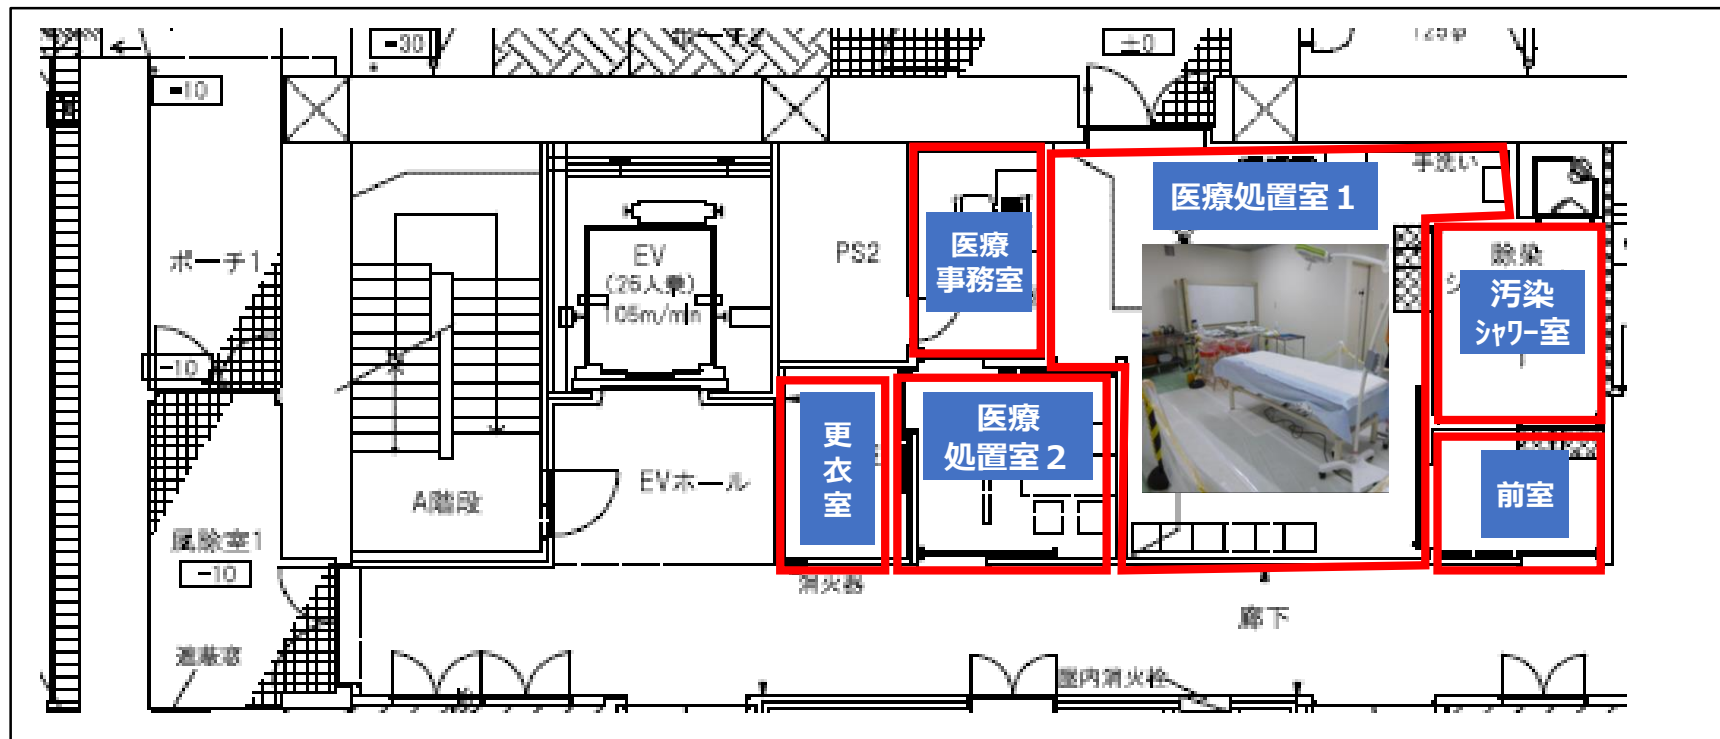 -30
±0
-10
手洗い
医療処置室1
ポーチ1
EV
(25人乗)
105m/min
PS2
医療
事務室
除染
汚染
シャワー室
-10
更
衣
室
医療
処置室2
EVホール
A階段
前室
風除室1
-10
消火器
廊下
遮蔽窓
屋内消火栓